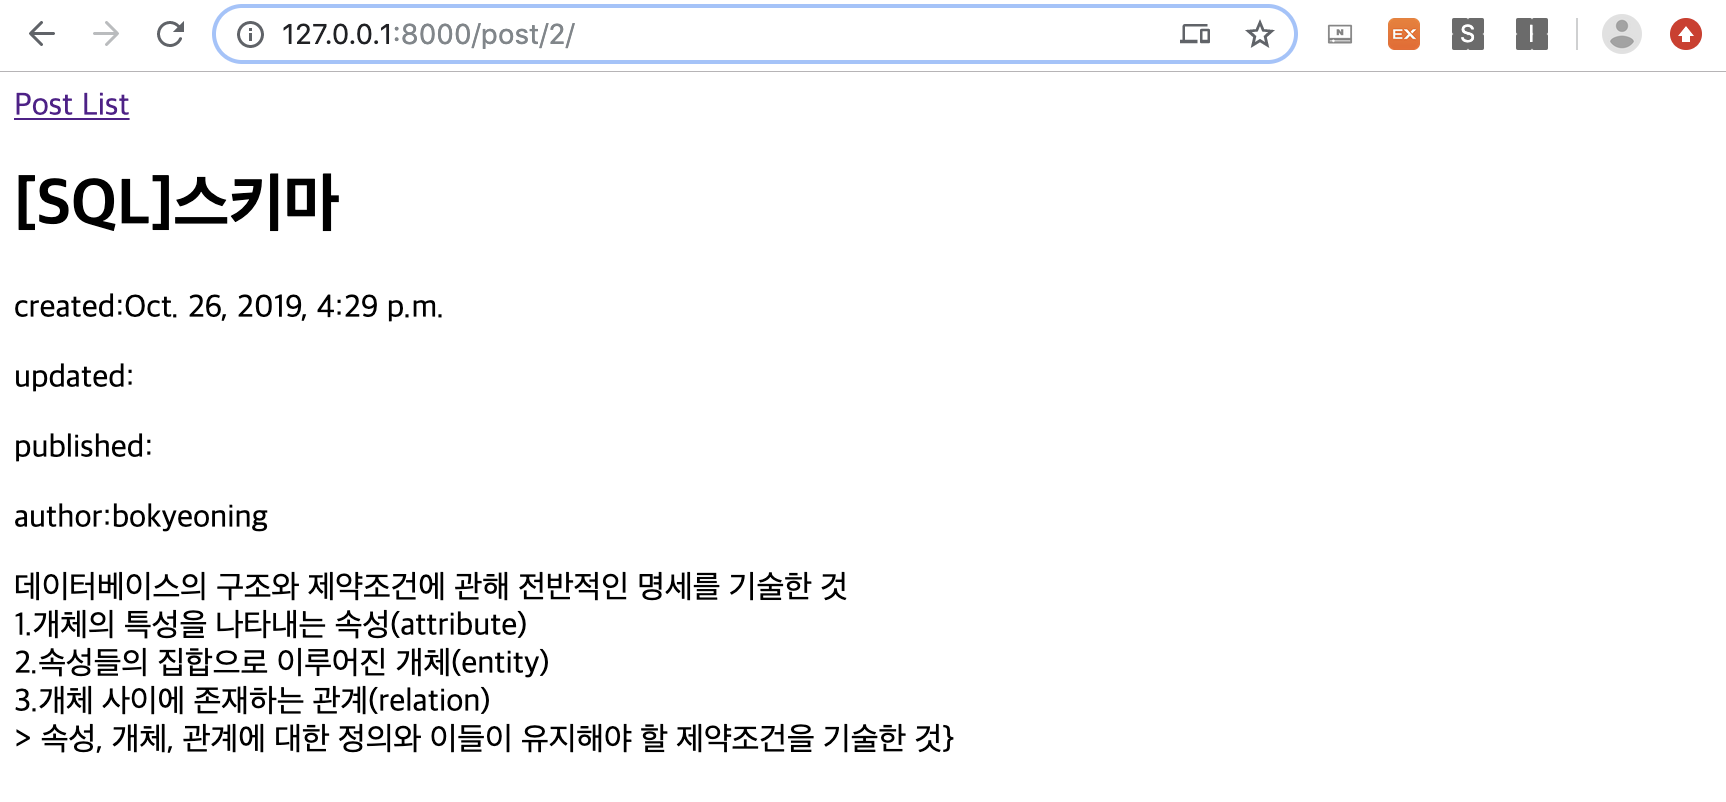 127.0.0.1:8000/post/2/
N
EX
S
I
Post List
[SQL]스키마
created:Oct. 26, 2019, 4:29 p.m.
updated:
published:
author:bokyeoning
데이터베이스의 구조와 제약조건에 관해 전반적인 명세를 기술한 것
1.개체의 특성을 나타내는 속성(attribute)
2.속성들의 집합으로 이루어진 개체(entity)
3.개체 사이에 존재하는 관계(relation)
> 속성, 개체, 관계에 대한 정의와 이들이 유지해야 할 제약조건을 기술한 것}